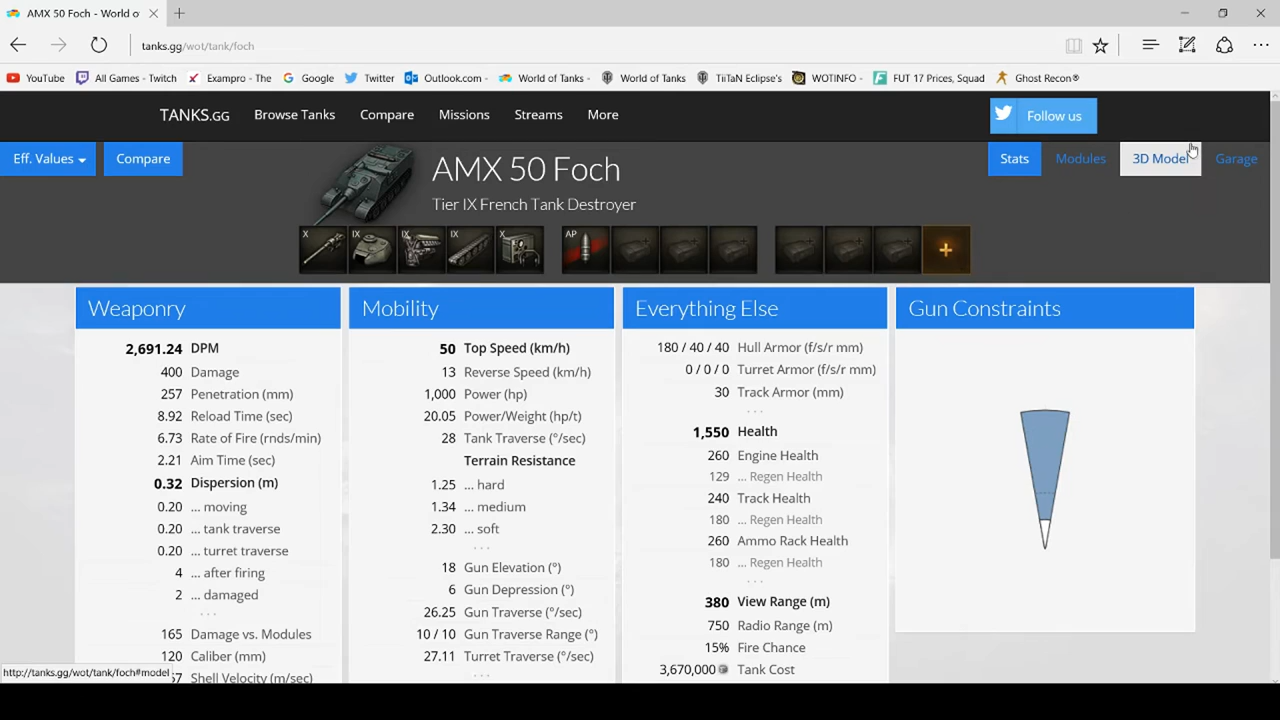 AMX 50 Foch - World o
tanks.gg/wot/tank/foch
YouTube All Games - Twitch Exampro - The Google Twitter Outlook.com - World of Tanks - World of Tanks TiiTaN Eclipse's WOTINFO - FUT 17 Prices, Squad Ghost Recon®
TANKS.GG Browse Tanks Compare Missions Streams More Follow us
Eff. Values Compare AMX 50 Foch Stats Modules 3D Model Garage
Tier IX French Tank Destroyer
X IX IX IX X AP
Weaponry
2,691.24 DPM
400 Damage
257 Penetration (mm)
8.92 Reload Time (sec)
6.73 Rate of Fire (rnds/min)
2.21 Aim Time (sec)
0.32 Dispersion (m)
0.20 ... moving
0.20 ... tank traverse
0.20 ... turret traverse
4 ... after firing
2 ... damaged
. . .
165 Damage vs. Modules
120 Caliber (mm)
Shell Velocity (m/sec)
Mobility
50 Top Speed (km/h)
13 Reverse Speed (km/h)
1,000 Power (hp)
20.05 Power/Weight (hp/t)
28 Tank Traverse (°/sec)
Terrain Resistance
1.25 ... hard
1.34 ... medium
2.30 ... soft
. . .
18 Gun Elevation (°)
6 Gun Depression (°)
26.25 Gun Traverse (°/sec)
10 / 10 Gun Traverse Range (°)
27.11 Turret Traverse (°/sec)
. . .
Everything Else
180 / 40 / 40 Hull Armor (f/s/r mm)
0 / 0 / 0 Turret Armor (f/s/r mm)
30 Track Armor (mm)
. . .
1,550 Health
260 Engine Health
129 ... Regen Health
240 Track Health
180 ... Regen Health
260 Ammo Rack Health
180 ... Regen Health
. . .
380 View Range (m)
750 Radio Range (m)
15% Fire Chance
3,670,000 Tank Cost
Gun Constraints
http://tanks.gg/wot/tank/foch#model